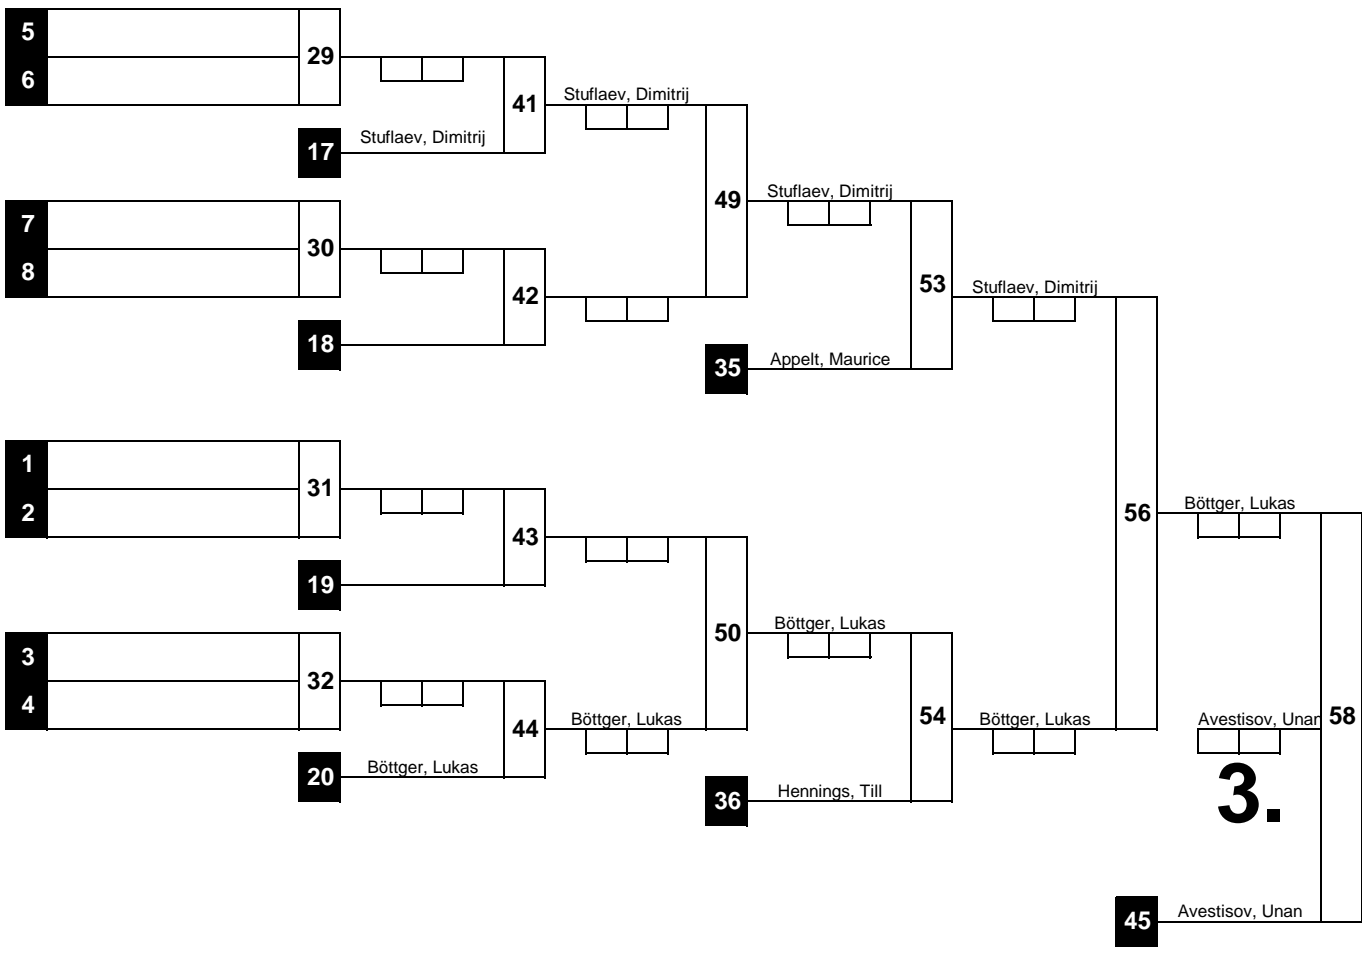 5
29
6
41
Stuflaev, Dimitrij
17
Stuflaev, Dimitrij
49
Stuflaev, Dimitrij
7
30
8
42
18
53
Stuflaev, Dimitrij
35
Appelt, Maurice
1
31
2
43
19
56
Böttger, Lukas
50
Böttger, Lukas
3
32
4
44
Böttger, Lukas
20
Böttger, Lukas
54
Böttger, Lukas
36
Hennings, Till
Avestisov, Unan
58
3.
45
Avestisov, Unan